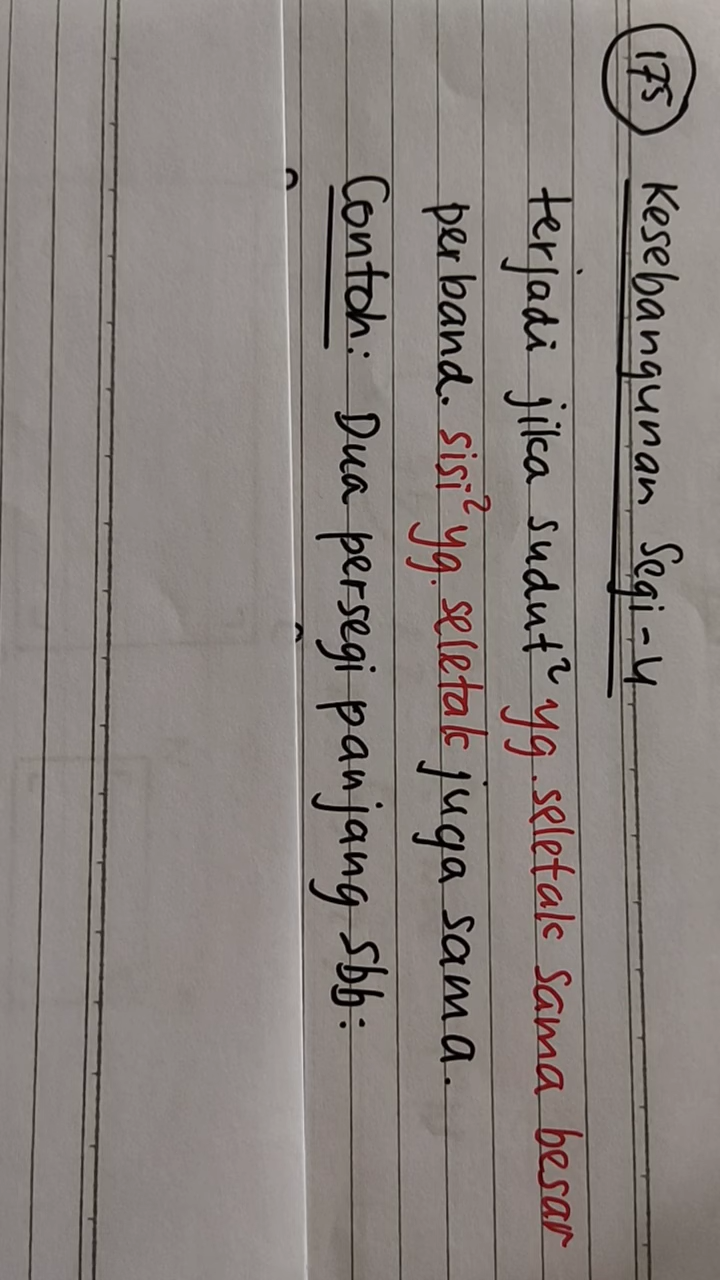 175 Kesebangunan Segi-4
terjadi jika sudut² yg. seletak sama besar
perband. sisi² yg. seletak juga sama.
Contoh: Dua persegi panjang sbb: